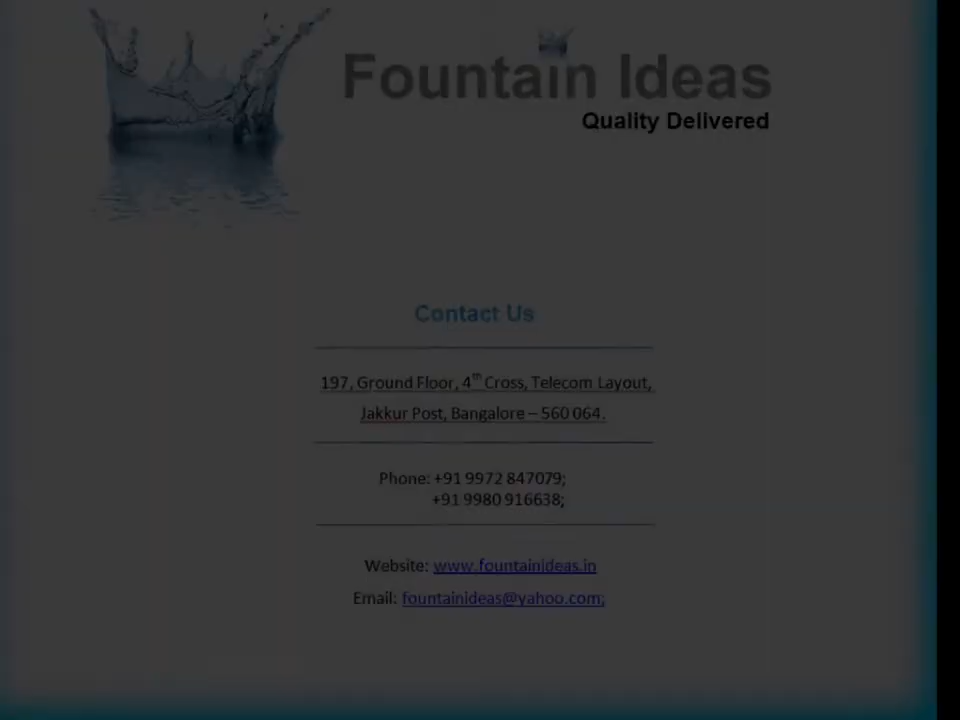 Fountain Ideas
Quality Delivered
Contact Us
197, Ground Floor, 4th Cross, Telecom Layout,
Jakkur Post, Bangalore – 560 064.
Phone: +91 9972 847079;
+91 9980 916638;
Website: www.fountainideas.in
Email: fountainideas@yahoo.com;